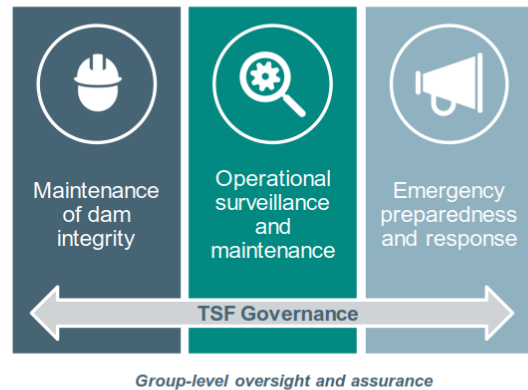 Maintenance
of dam
integrity
Operational
surveillance
and
maintenance
Emergency
preparedness
and response
TSF Governance
Group-level oversight and assurance